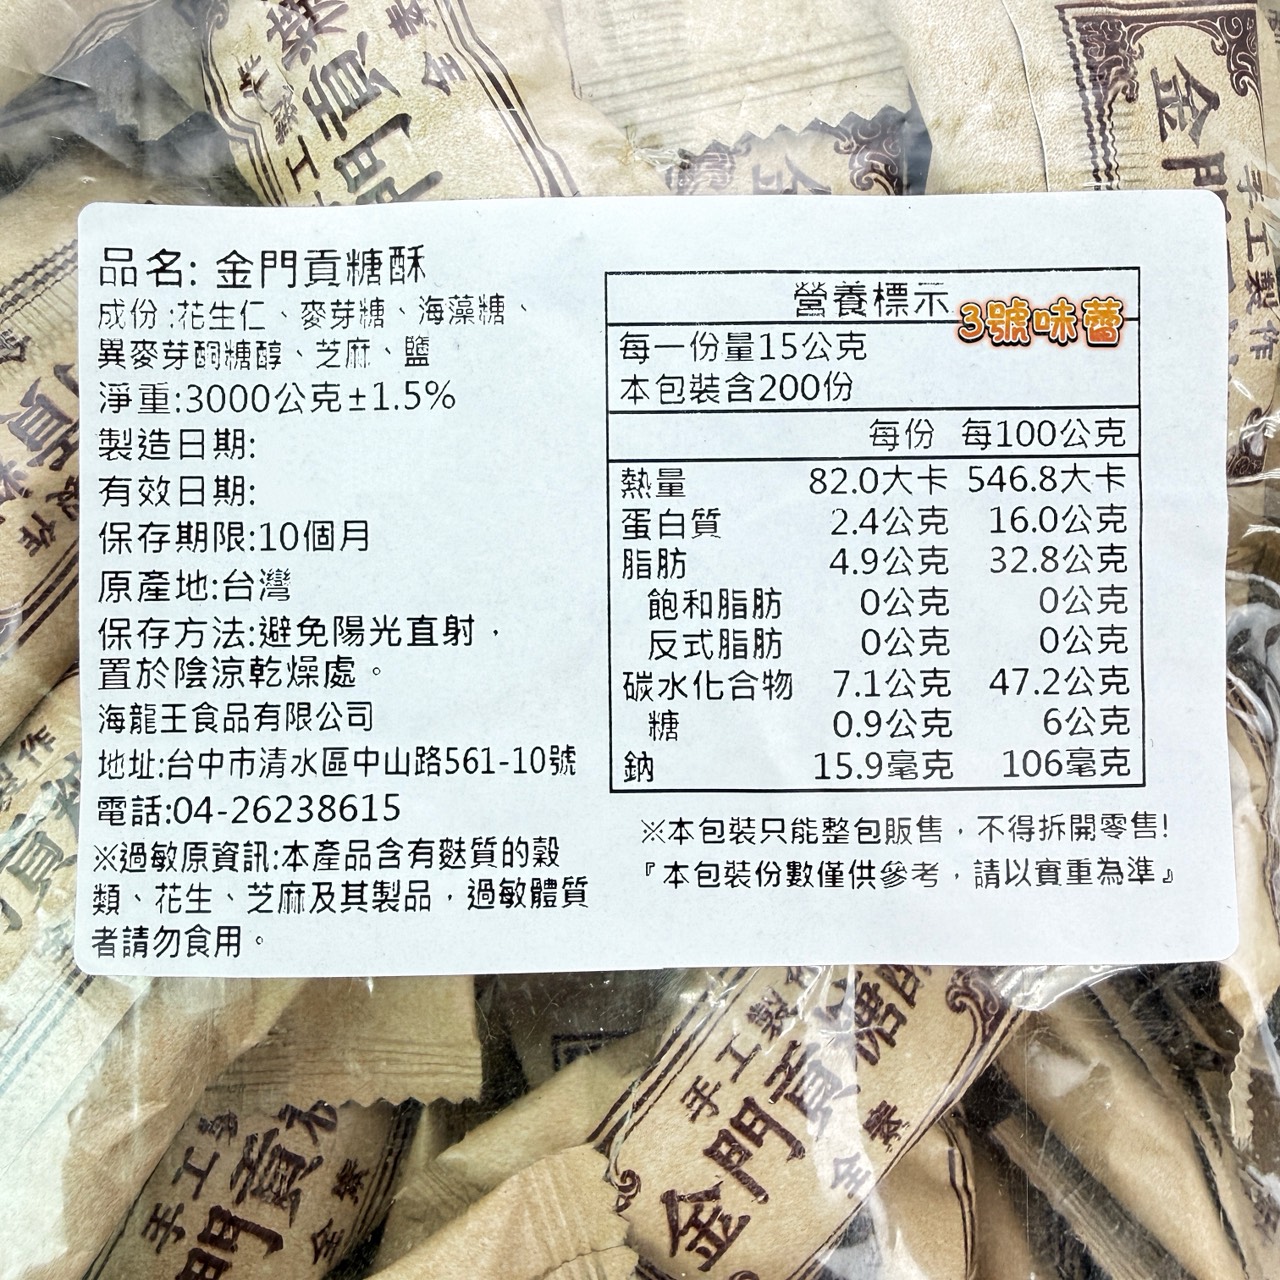 品名: 金門貢糖酥
成份:花生仁、麥芽糖、海藻糖、
異麥芽酮糖醇、芝麻、鹽
淨重:3000公克±1.5%
製造日期:
有效日期:
保存期限:10個月
原產地:台灣
保存方法:避免陽光直射，
置於陰涼乾燥處。
海龍王食品有限公司
地址:台中市清水區中山路561-10號
電話:04-26238615
※過敏原資訊:本產品含有麩質的穀
類、花生、芝麻及其製品，過敏體質
者請勿食用。
營養標示
3號味蕾
每一份量15公克
本包裝含200份
每份 每100公克
熱量 82.0大卡 546.8大卡
蛋白質 2.4公克 16.0公克
脂肪 4.9公克 32.8公克
飽和脂肪 0公克 0公克
反式脂肪 0公克 0公克
碳水化合物 7.1公克 47.2公克
糖 0.9公克 6公克
鈉 15.9毫克 106毫克
※本包裝只能整包販售，不得拆開零售!
『本包裝份數僅供參考，請以實重為準』
手工製作
金門貢糖酥
全素